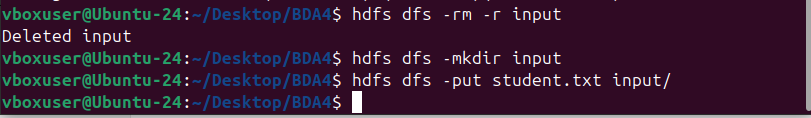 vboxuser@Ubuntu-24:~/Desktop/BDA4$ hdfs dfs -rm -r input
Deleted input
vboxuser@Ubuntu-24:~/Desktop/BDA4$ hdfs dfs -mkdir input
vboxuser@Ubuntu-24:~/Desktop/BDA4$ hdfs dfs -put student.txt input/
vboxuser@Ubuntu-24:~/Desktop/BDA4$